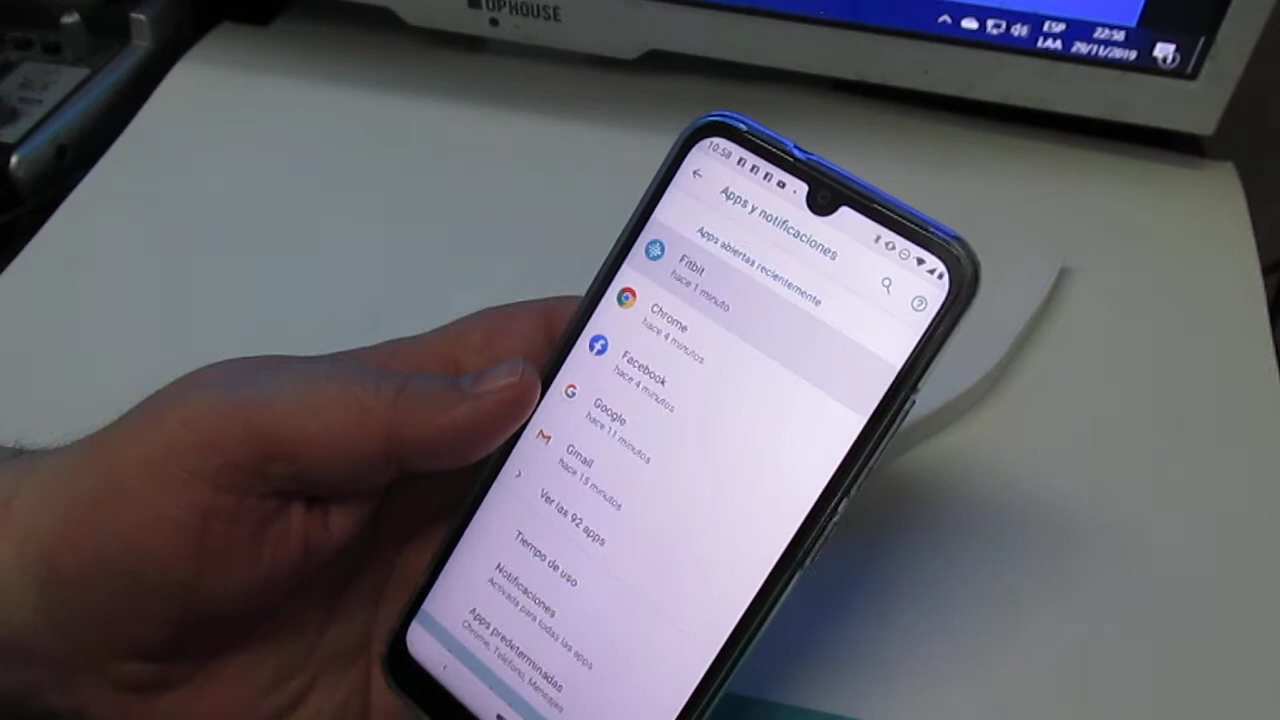 OPHOUSE
ESP
22:58
LAA
29/11/2019
10:58
Apps y notificaciones
Apps abiertas recientemente
Fitbit
hace 1 minuto
Chrome
hace 4 minutos
Facebook
hace 4 minutos
Google
hace 11 minutos
Gmail
hace 15 minutos
Ver las 92 apps
Tiempo de uso
Notificaciones
Activada para todas las apps
Apps predeterminadas
Chrome, Teléfono, Mensajes